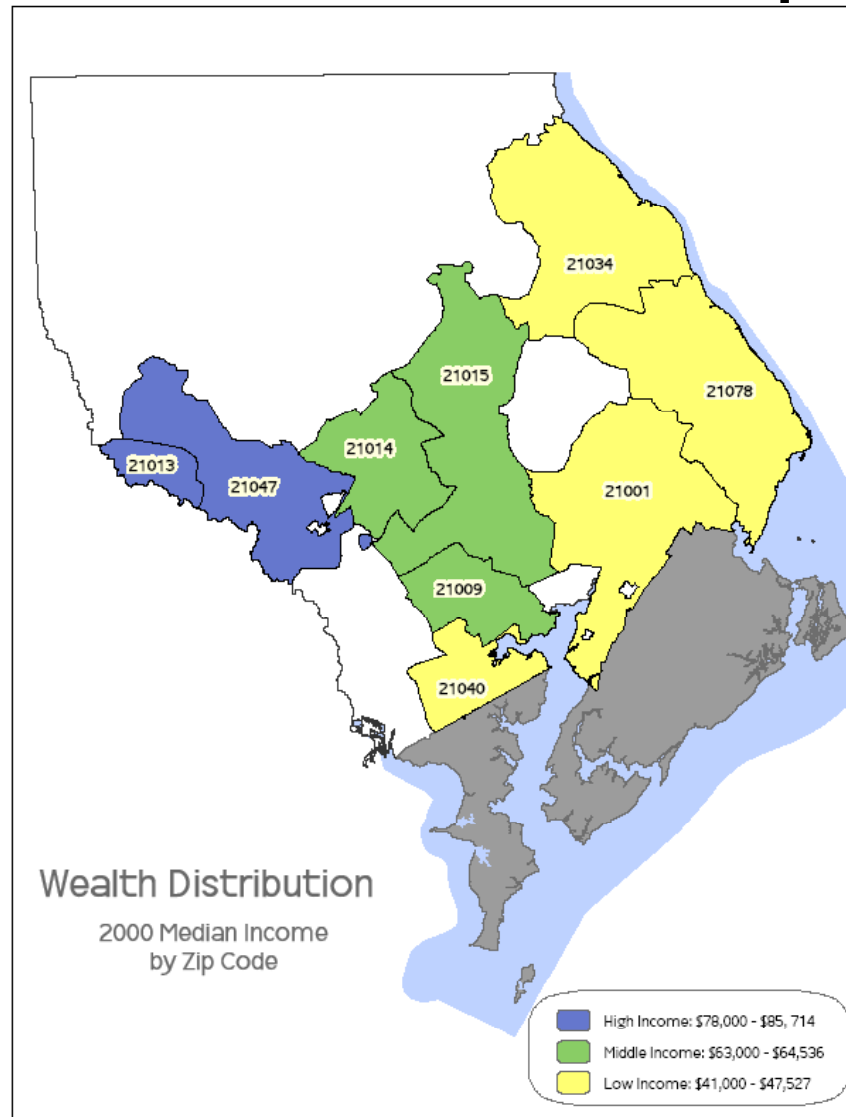 21034
21015
21078
21014
21013
21047
21001
21009
21040
Wealth Distribution
2000 Median Income
by Zip Code
High Income: $78,000 - $85, 714
Middle Income: $63,000 - $64,536
Low Income: $41,000 - $47,527